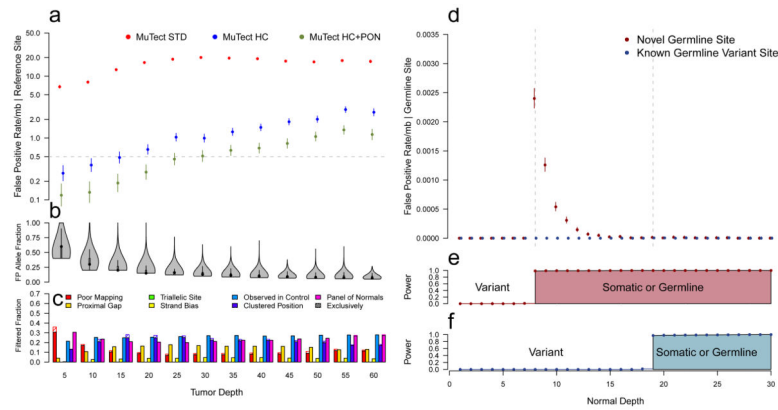 a
MuTect STD
MuTect HC
MuTect HC+PON
False Positive Rate/mb | Reference Site
50.0
20.0
10.0
5.0
2.0
1.0
0.5
0.2
0.1
b
FP Allele Fraction
1.00
0.75
0.50
0.25
0.00
c
Filtered Fraction
0.8
0.7
0.6
0.5
0.4
0.3
0.2
0.1
0.0
Poor Mapping
Triallelic Site
Observed in Control
Panel of Normals
Proximal Gap
Strand Bias
Clustered Position
Exclusively
5 10 15 20 25 30 35 40 45 50 55 60
Tumor Depth
d
False Positive Rate/mb | Germline Site
0.0035
0.0030
0.0025
0.0020
0.0015
0.0010
0.0005
0.0000
Novel Germline Site
Known Germline Variant Site
e
Power
1.0
0.8
0.6
0.4
0.2
0.0
Variant
Somatic or Germline
f
Power
1.0
0.8
0.6
0.4
0.2
0.0
Variant
Somatic or Germline
0 5 10 15 20 25 30
Normal Depth